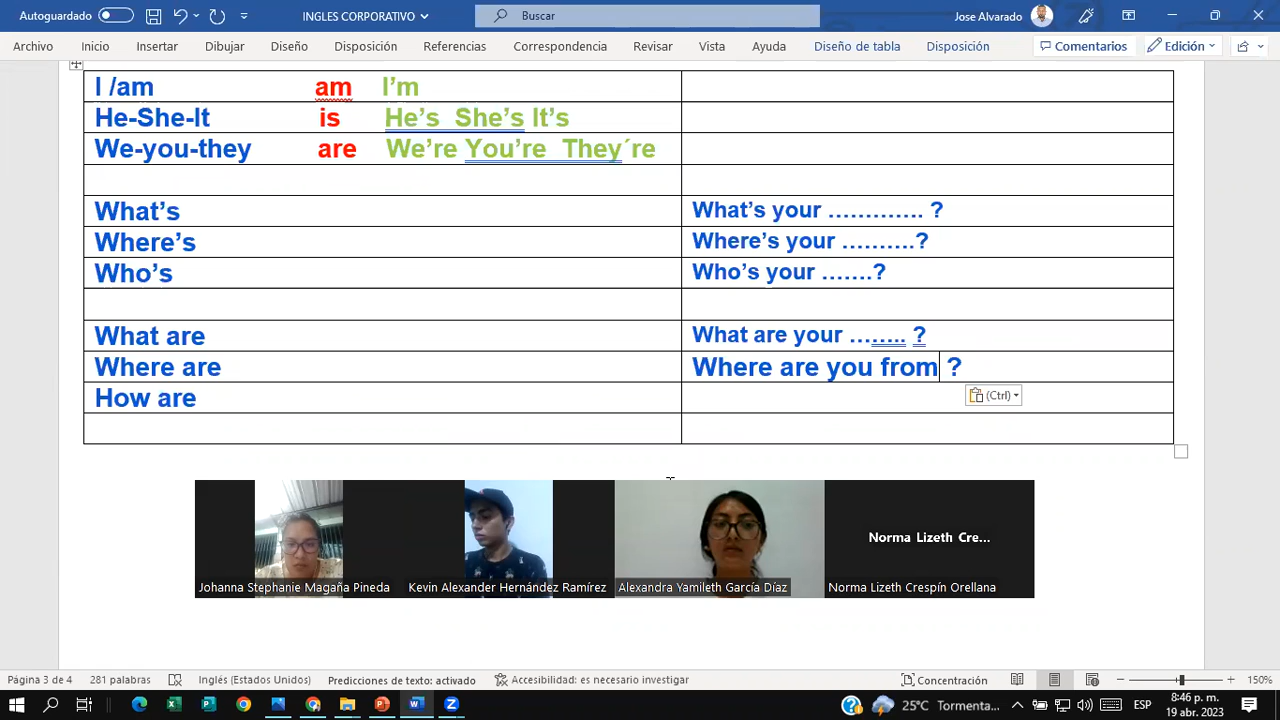 Autoguardado
INGLES CORPORATIVO
Buscar
Jose Alvarado
Archivo Inicio Insertar Dibujar Diseño Disposición Referencias Correspondencia Revisar Vista Ayuda Diseño de tabla Disposición Comentarios Edición
I /am am I’m
He-She-It is He’s She’s It’s
We-you-they are We’re You’re They´re
What’s What’s your …………. ?
Where’s Where’s your ……….?
Who’s Who’s your …….?
What are What are your …….. ?
Where are Where are you from ?
(Ctrl)
How are
Norma Lizeth Cre...
Johanna Stephanie Magaña Pineda Kevin Alexander Hernández Ramírez Alexandra Yamileth García Díaz Norma Lizeth Crespín Orellana
Página 3 de 4 281 palabras Inglés (Estados Unidos) Predicciones de texto: activado Accesibilidad: es necesario investigar Concentración 150%
25°C Tormenta... ESP 8:46 p. m.
19 abr. 2023